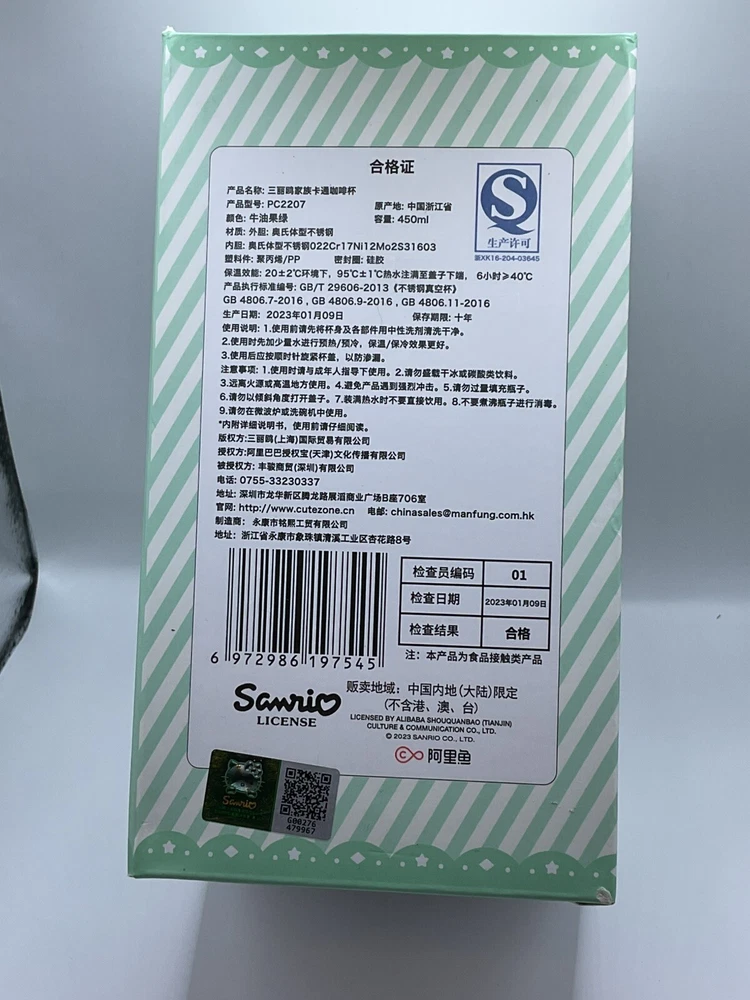 合格证
产品名称: 三丽鸥家族卡通咖啡杯
产品型号: PC2207 原产地: 中国浙江省
颜色: 牛油果绿 容量: 450ml
材质: 外胆: 奥氏体型不锈钢
内胆: 奥氏体型不锈钢022Cr17Ni12Mo2S31603
塑料件: 聚丙烯/PP 密封圈: 硅胶
保温效能: 20±2℃环境下, 95℃±1℃热水注满至盖子下端, 6小时≥40℃
产品执行标准编号: GB/T 29606-2013《不锈钢真空杯》
GB 4806.7-2016 , GB 4806.9-2016 , GB 4806.11-2016
生产日期: 2023年01月09日 保存期限: 十年
使用说明: 1.使用前请先将杯身及各部件用中性洗剂清洗干净。
2.使用时先加少量水进行预热/预冷, 保温/保冷效果更好。
3.使用后应按顺时针旋紧杯盖, 以防渗漏。
注意事项: 1.使用时请与成年人指导下使用。2.请勿盛载干冰或碳酸类饮料。
3.远离火源或高温地方使用。4.避免产品遇到强烈冲击。5.请勿过量填充瓶子。
6.请勿以倾斜角度打开盖子。7.装满热水时不要直接饮用。8.不要煮沸瓶子进行消毒。
9.请勿在微波炉或洗碗机中使用。
*内附详细说明书, 使用前请仔细阅读。
版权方:三丽鸥(上海)国际贸易有限公司
授权方:阿里巴巴授权宝(天津)文化传播有限公司
被授权方: 丰骏商贸(深圳)有限公司
电话: 0755-33230337
地址: 深圳市龙华新区腾龙路展滔商业广场B座706室
官网: http://www.cutezone.cn 电邮: chinasales@manfung.com.hk
制造商: 永康市铭熙工贸有限公司
地址: 浙江省永康市象珠镇清溪工业区杏花路8号
生产许可
浙XK16-204-03645
6 972986 197545
检查员编码 01
检查日期 2023年01月09日
检查结果 合格
注: 本产品为食品接触类产品
Sanrio
LICENSE
贩卖地域: 中国内地(大陆)限定
(不含港、澳、台)
LICENSED BY ALIBABA SHOUQUANBAO (TIANJIN)
CULTURE & COMMUNICATION CO., LTD.
© 2023 SANRIO CO., LTD.
阿里鱼
Sanrio
G00276
479967